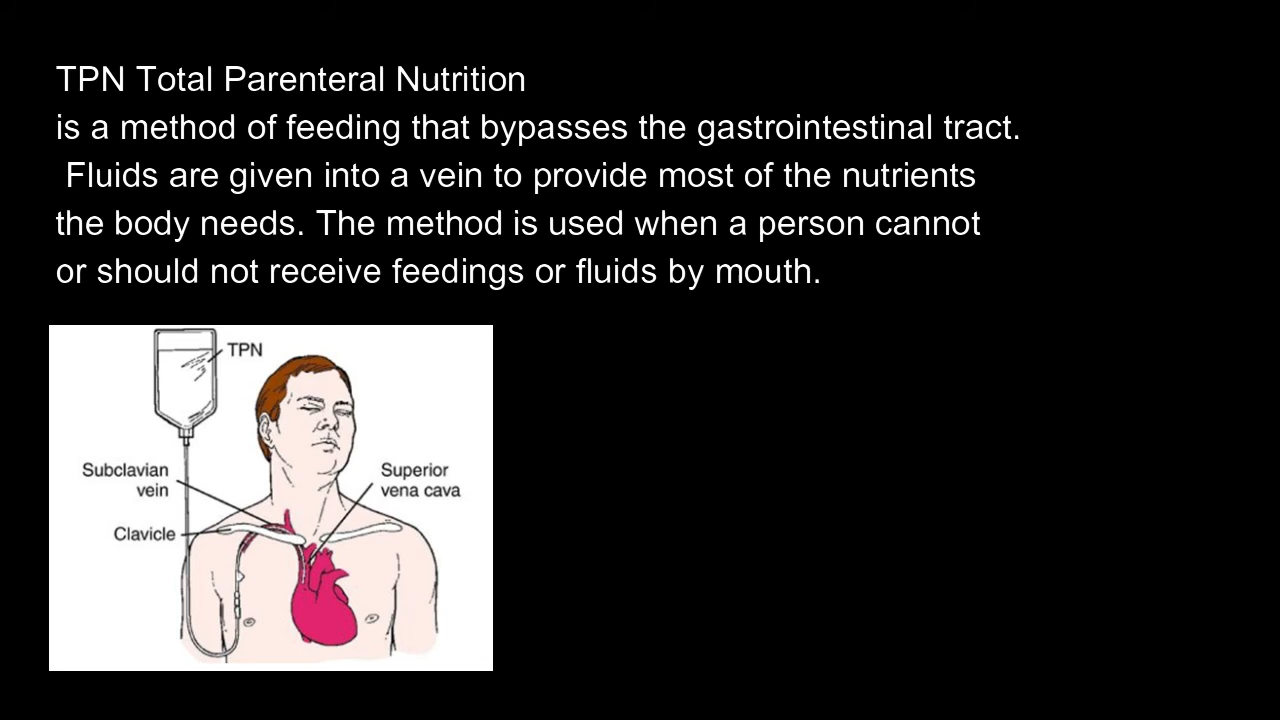 TPN Total Parenteral Nutrition
is a method of feeding that bypasses the gastrointestinal tract.
Fluids are given into a vein to provide most of the nutrients
the body needs. The method is used when a person cannot
or should not receive feedings or fluids by mouth.
TPN
Subclavian
vein
Superior
vena cava
Clavicle